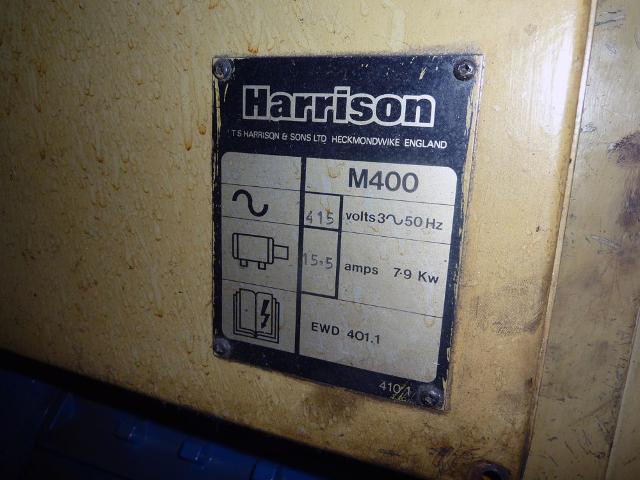 Harrison
T S HARRISON & SONS LTD HECKMONDWIKE ENGLAND
M400
415 volts 3∿50 Hz
15.5 amps 7·9 Kw
EWD 401.1
410/1